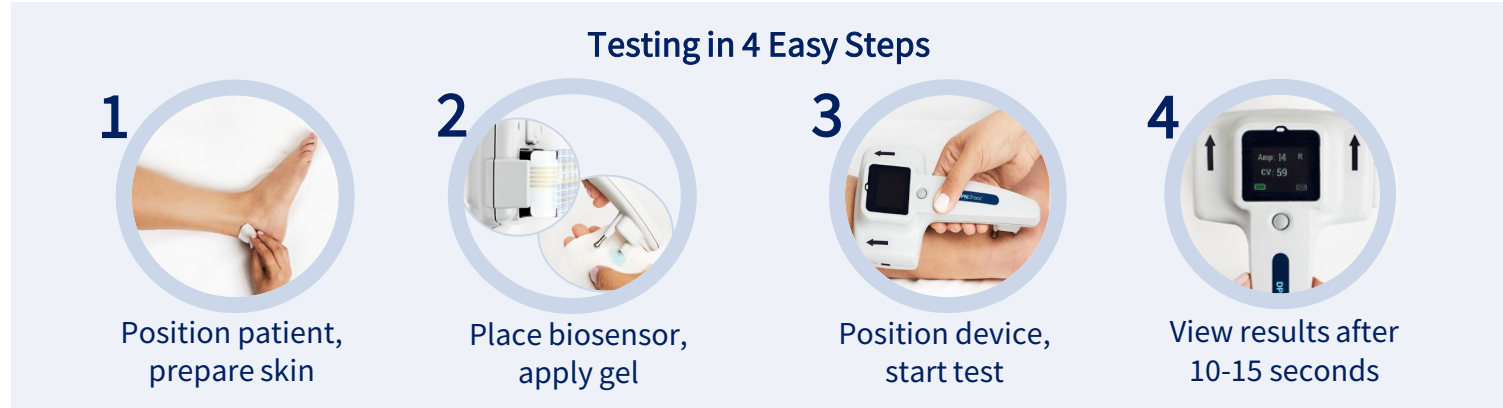 Testing in 4 Easy Steps
1
2
3
4
Amp: 14 R
CV: 59
Position patient,
prepare skin
Place biosensor,
apply gel
Position device,
start test
View results after
10-15 seconds